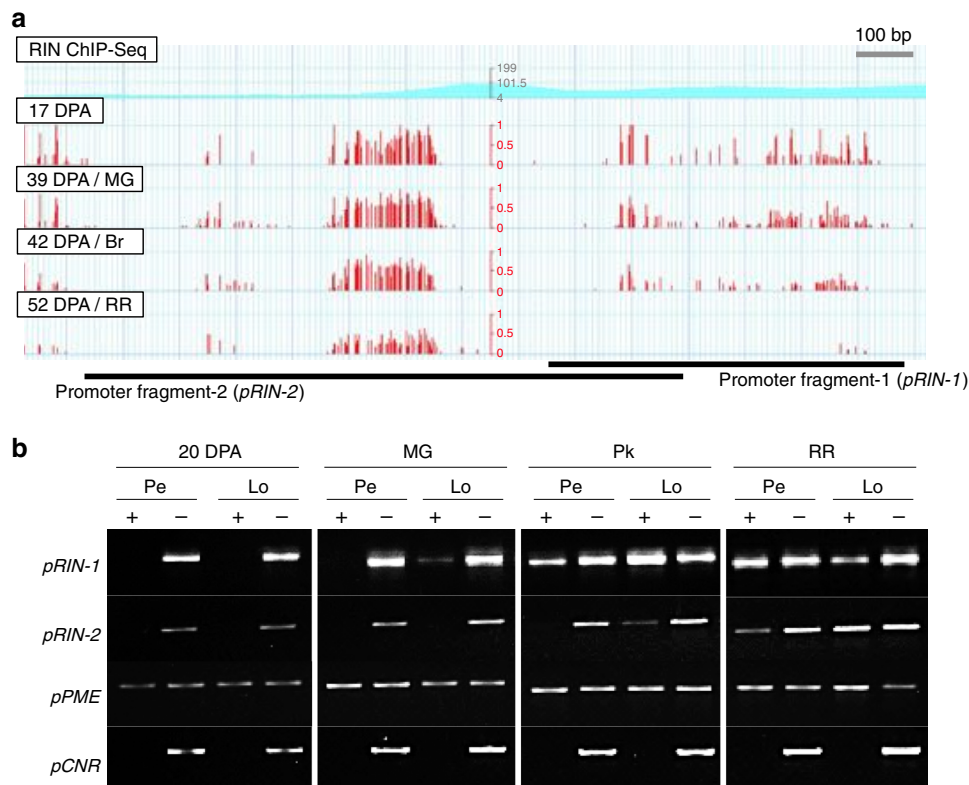 a
RIN ChIP-Seq
100 bp
199
101.5
4
17 DPA
1
0.5
0
39 DPA / MG
1
0.5
0
42 DPA / Br
1
0.5
0
52 DPA / RR
1
0.5
0
Promoter fragment-2 (pRIN-2)
Promoter fragment-1 (pRIN-1)
b
20 DPA MG Pk RR
Pe Lo Pe Lo Pe Lo Pe Lo
+ − + − + − + − + − + − + − + −
pRIN-1
pRIN-2
pPME
pCNR